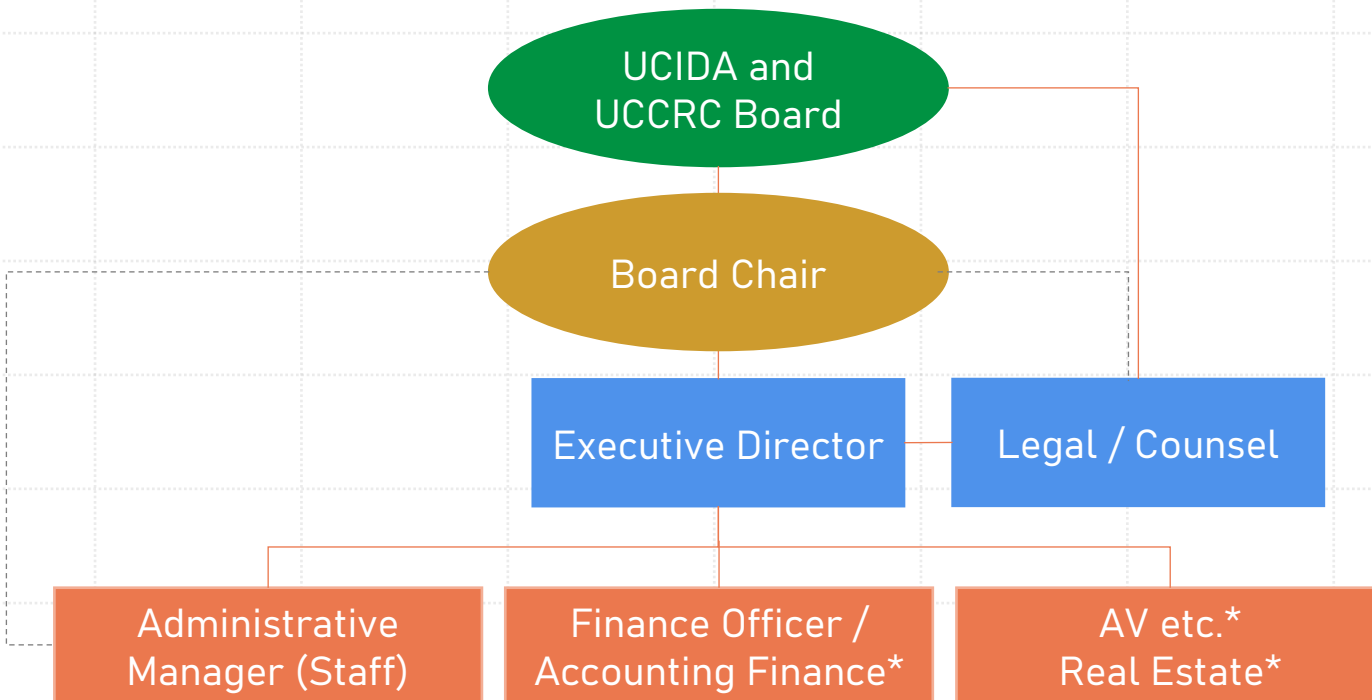 UCIDA and
UCCRC Board
Board Chair
Executive Director
Legal / Counsel
Administrative
Manager (Staff)
Finance Officer /
Accounting Finance*
AV etc.*
Real Estate*